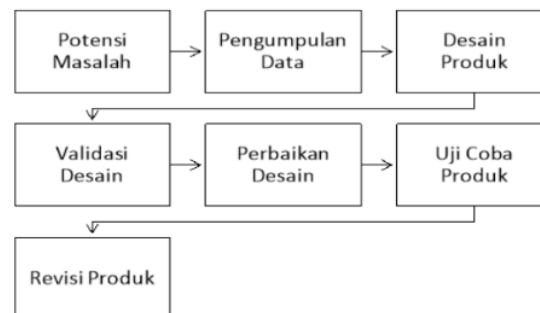 Potensi
Masalah
Pengumpulan
Data
Desain
Produk
Validasi
Desain
Perbaikan
Desain
Uji Coba
Produk
Revisi Produk